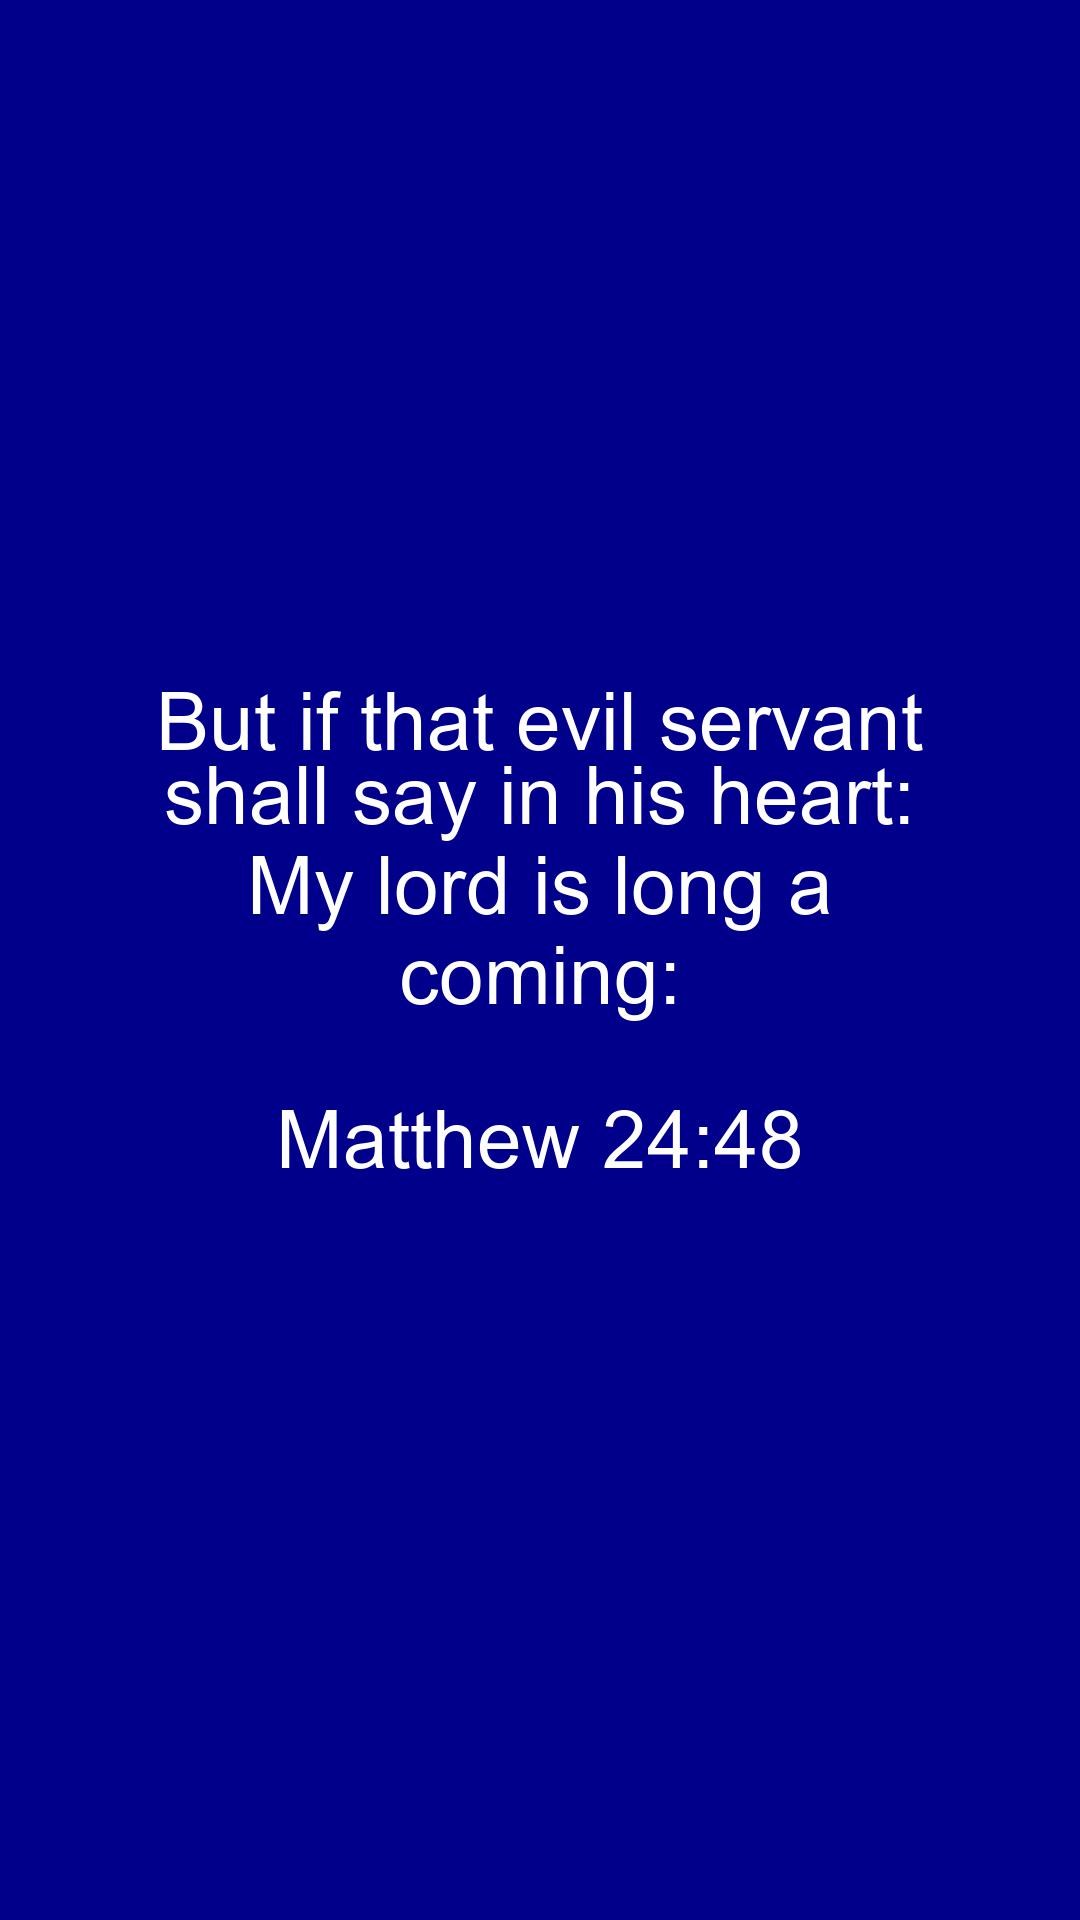 But if that evil servant
shall say in his heart:
My lord is long a
coming:
Matthew 24:48